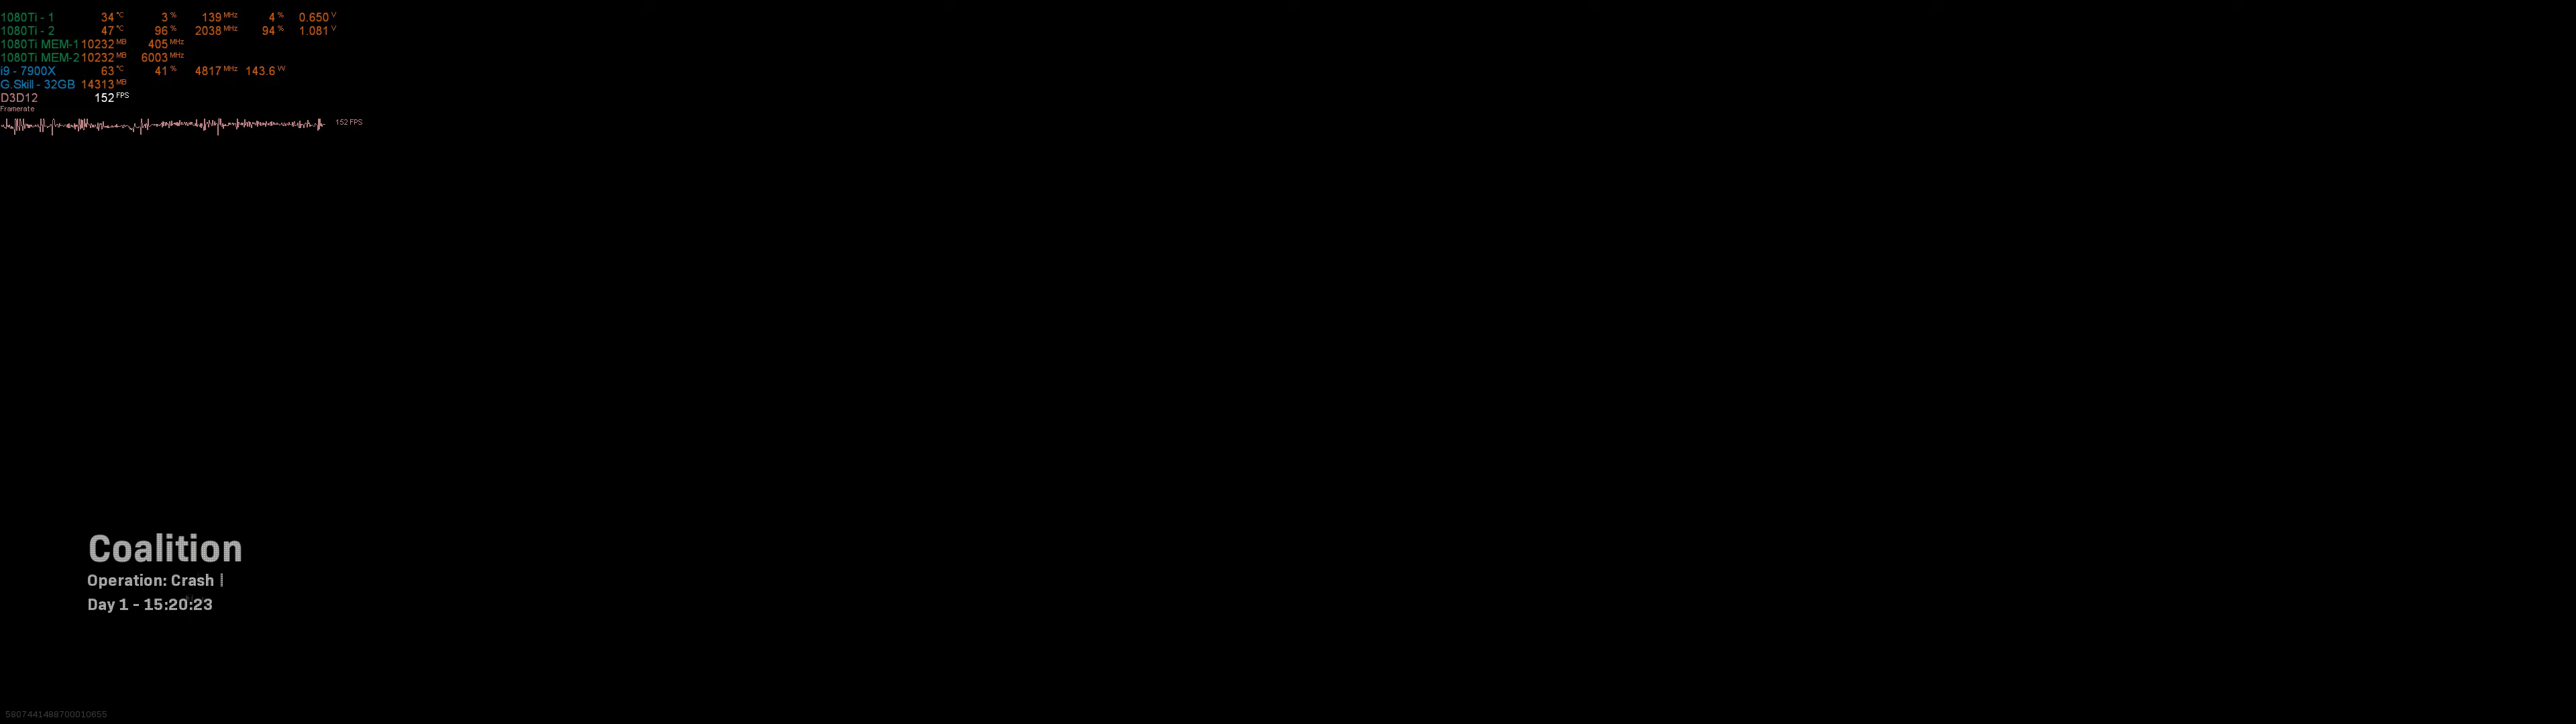 1080Ti - 1 34 °C 3 % 139 MHz 4 % 0.650 V
1080Ti - 2 47 °C 96 % 2038 MHz 94 % 1.081 V
1080Ti MEM-1 10232 MB 405 MHz
1080Ti MEM-2 10232 MB 6003 MHz
i9 - 7900X 63 °C 41 % 4817 MHz 143.6 W
G.Skill - 32GB 14313 MB
D3D12 152 FPS
Framerate
152 FPS
Coalition
Operation: Crash
Day 1 - 15:20:23
5807441488700010655